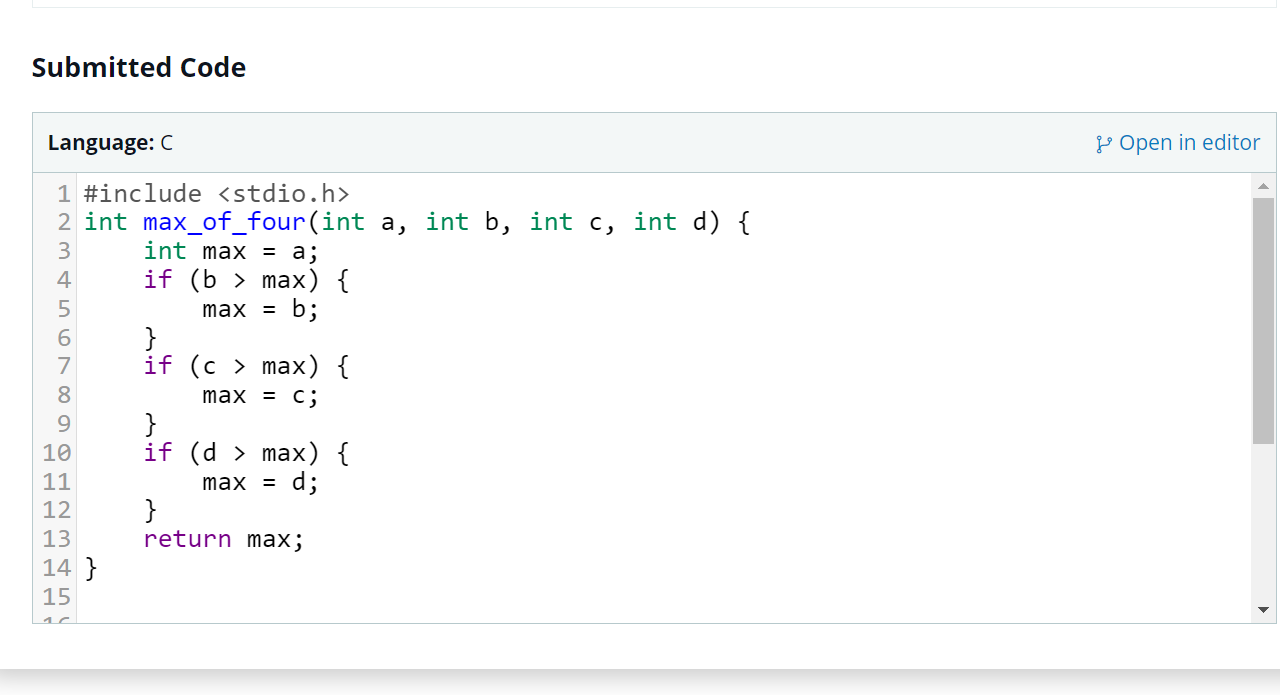 Submitted Code
Language: C
Open in editor
1 #include <stdio.h>
2 int max_of_four(int a, int b, int c, int d) {
3     int max = a;
4     if (b > max) {
5         max = b;
6     }
7     if (c > max) {
8         max = c;
9     }
10     if (d > max) {
11         max = d;
12     }
13     return max;
14 }
15